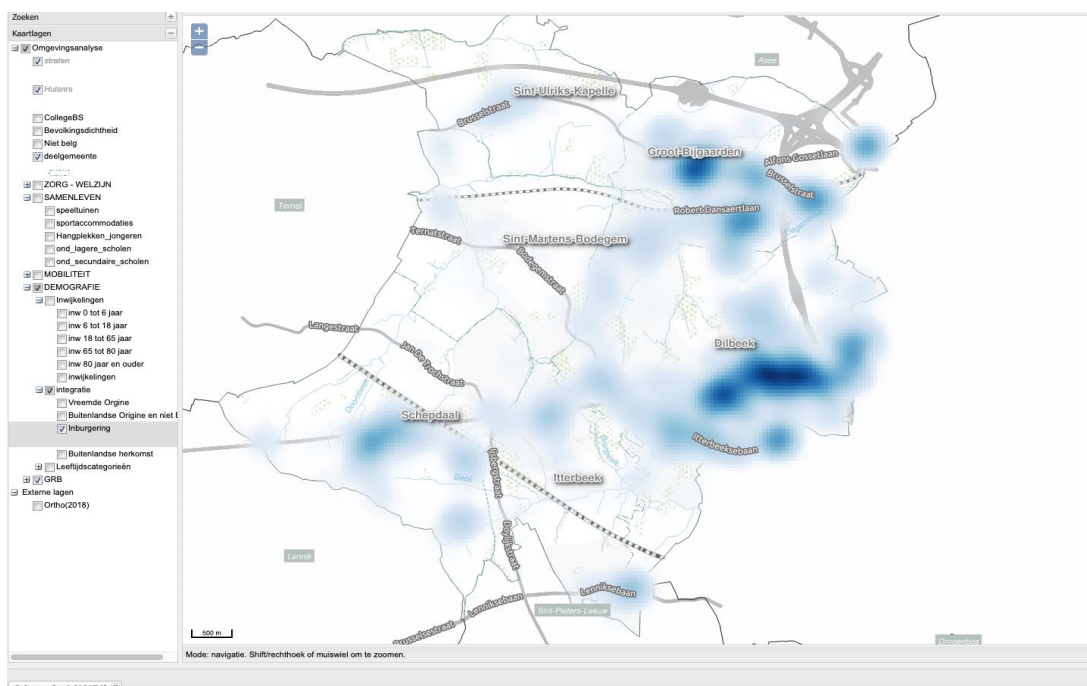 Zoeken
Kaartlagen
Omgevingsanalyse
straten
Huisnrs
CollegeBS
Bevolkingsdichtheid
Niet belg
deelgemeente
ZORG - WELZIJN
SAMENLEVEN
speeltuinen
sportaccommodaties
Hangplekken_jongeren
ond_lagere_scholen
ond_secundaire_scholen
MOBILITEIT
DEMOGRAFIE
Inwijkelingen
inw 0 tot 6 jaar
inw 6 tot 18 jaar
inw 18 tot 65 jaar
inw 65 tot 80 jaar
inw 80 jaar en ouder
inwijkelingen
integratie
Vreemde Orgine
Buitenlandse Origine en niet
Inburgering
Buitenlandse herkomst
Leeftijdscategorieën
GRB
Externe lagen
Ortho(2018)
+
−
Asse
Sint-Ulriks-Kapelle
Brusselstraat
Groot-Bijgaarden
Alfons Gossetlaan
Brusselstraat
Ternat
Robert Dansaertlaan
Ternatstraat
Sint-Martens-Bodegem
Bodegemstraat
Langestraat
Jan De Trochstraat
Dilbeek
Doornbeek
Schepdaal
Itterbeeksebaan
Itterbeek
Beek
Lennik
Lenniksebaan
Lenniksebaan
Sint-Pieters-Leeuw
Brusselsestraat
Drogenbos
500 m
Mode: navigatie. Shift/rechthoek of muiswiel om te zoomen.